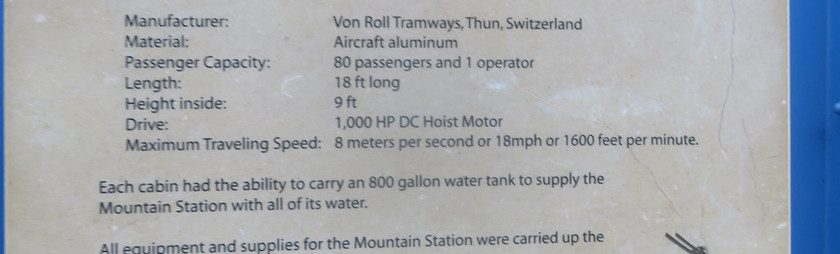 Manufacturer: Von Roll Tramways, Thun, Switzerland
Material: Aircraft aluminum
Passenger Capacity: 80 passengers and 1 operator
Length: 18 ft long
Height inside: 9 ft
Drive: 1,000 HP DC Hoist Motor
Maximum Traveling Speed: 8 meters per second or 18mph or 1600 feet per minute.
Each cabin had the ability to carry an 800 gallon water tank to supply the
Mountain Station with all of its water.
All equipment and supplies for the Mountain Station were carried up the